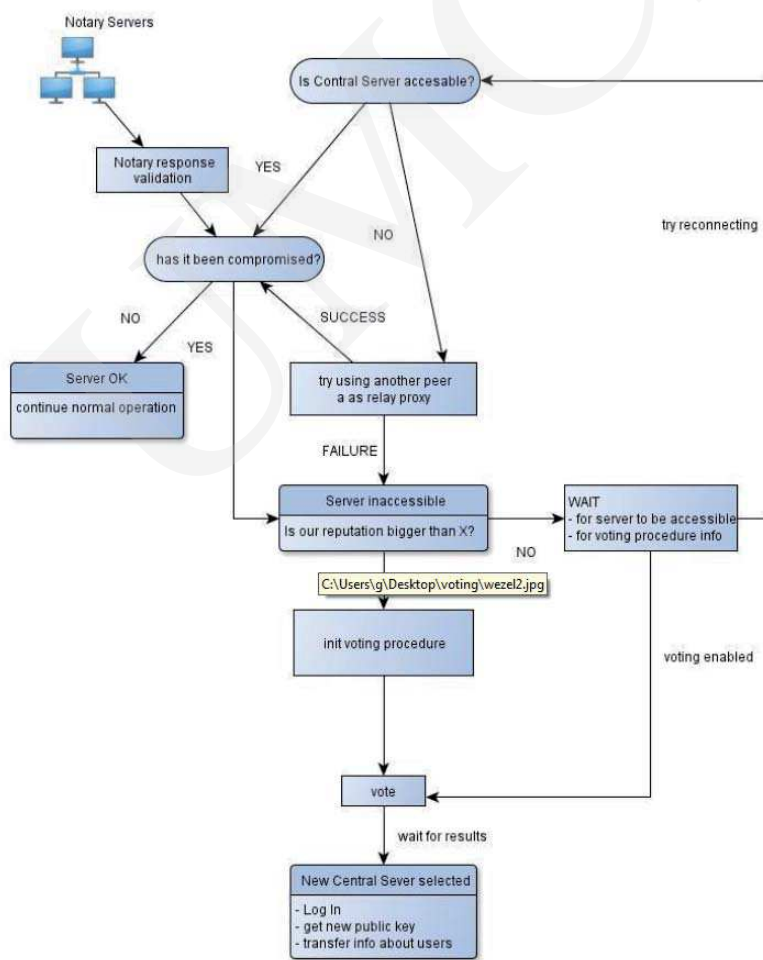 Notary Servers
Is Contral Server accesable?
Notary response
validation
YES
NO
try reconnecting
has it been compromised?
NO
YES
SUCCESS
Server OK
continue normal operation
try using another peer
a as relay proxy
FAILURE
Server inaccessible
Is our reputation bigger than X?
NO
WAIT
- for server to be accessible
- for voting procedure info
C:\Users\g\Desktop\voting\wezel2.jpg
init voting procedure
voting enabled
vote
wait for results
New Central Sever selected
- Log In
- get new public key
- transfer info about users
UMC